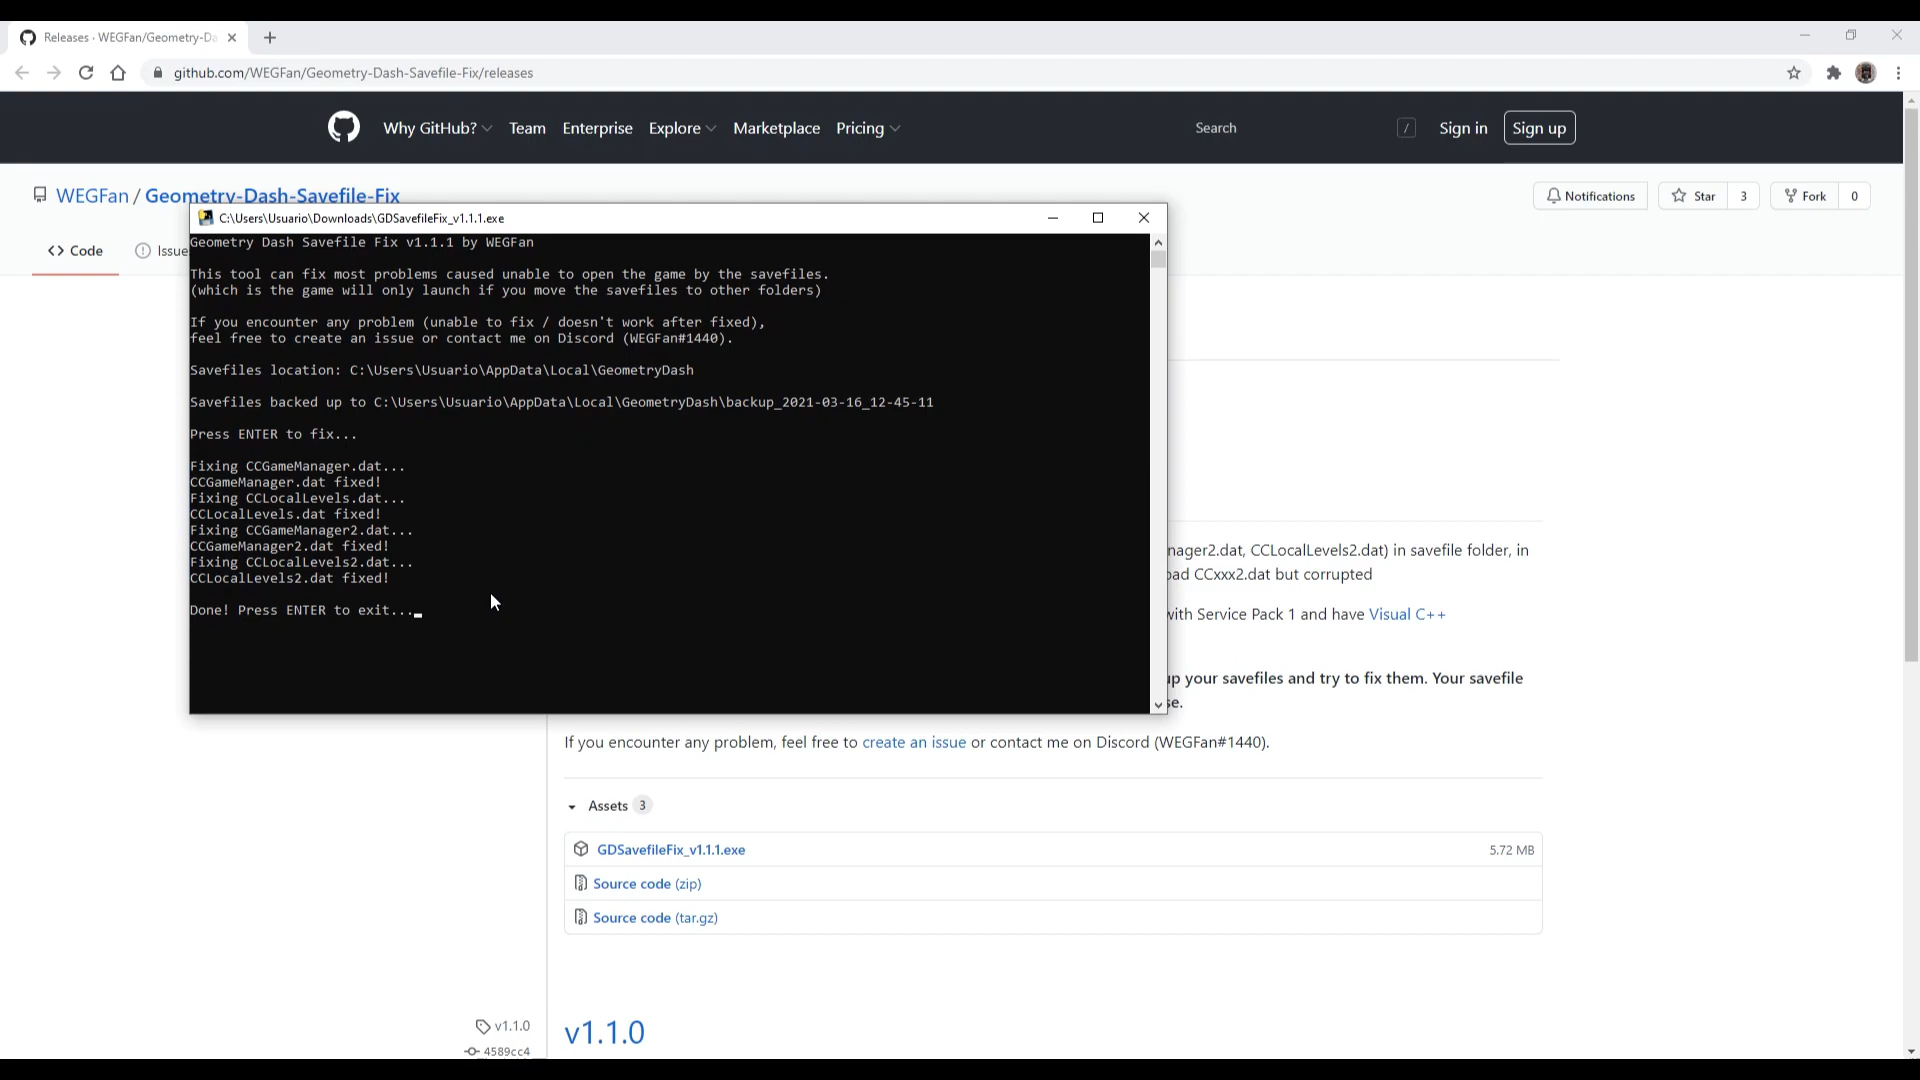 Releases · WEGFan/Geometry-Da
github.com/WEGFan/Geometry-Dash-Savefile-Fix/releases
Why GitHub? Team Enterprise Explore Marketplace Pricing Search / Sign in Sign up
WEGFan / Geometry-Dash-Savefile-Fix Notifications Star 3 Fork 0
Code Issue
C:\Users\Usuario\Downloads\GDSavefileFix_v1.1.1.exe
Geometry Dash Savefile Fix v1.1.1 by WEGFan
This tool can fix most problems caused unable to open the game by the savefiles.
(which is the game will only launch if you move the savefiles to other folders)
If you encounter any problem (unable to fix / doesn't work after fixed),
feel free to create an issue or contact me on Discord (WEGFan#1440).
Savefiles location: C:\Users\Usuario\AppData\Local\GeometryDash
Savefiles backed up to C:\Users\Usuario\AppData\Local\GeometryDash\backup_2021-03-16_12-45-11
Press ENTER to fix...
Fixing CCGameManager.dat...
CCGameManager.dat fixed!
Fixing CCLocalLevels.dat...
CCLocalLevels.dat fixed!
Fixing CCGameManager2.dat...
CCGameManager2.dat fixed!
Fixing CCLocalLevels2.dat...
CCLocalLevels2.dat fixed!
Done! Press ENTER to exit..._
nager2.dat, CCLocalLevels2.dat) in savefile folder, in
oad CCxxx2.dat but corrupted
with Service Pack 1 and have Visual C++
up your savefiles and try to fix them. Your savefile
se.
If you encounter any problem, feel free to create an issue or contact me on Discord (WEGFan#1440).
Assets 3
GDSavefileFix_v1.1.1.exe 5.72 MB
Source code (zip)
Source code (tar.gz)
v1.1.0
4589cc4
v1.1.0